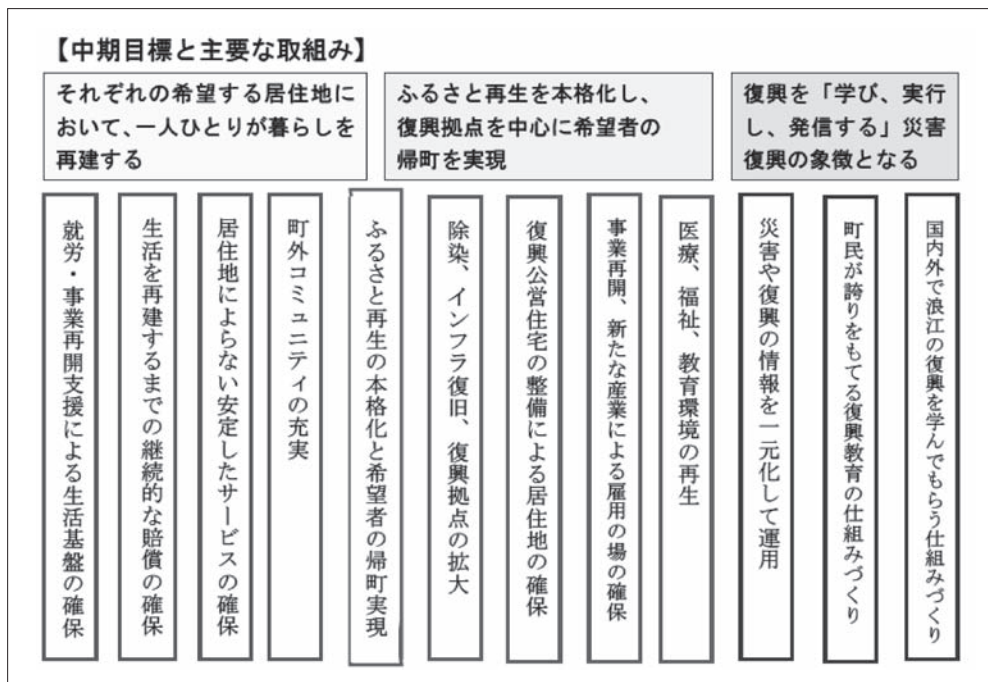 【中期目標と主要な取組み】
それぞれの希望する居住地に
おいて、一人ひとりが暮らしを
再建する
ふるさと再生を本格化し、
復興拠点を中心に希望者の
帰町を実現
復興を「学び、実行
し、発信する」災害
復興の象徴となる
就労・事業再開支援による生活基盤の確保
生活を再建するまでの継続的な賠償の確保
居住地によらない安定したサービスの確保
町外コミュニティの充実
ふるさと再生の本格化と希望者の帰町実現
除染、インフラ復旧、復興拠点の拡大
復興公営住宅の整備による居住地の確保
事業再開、新たな産業による雇用の場の確保
医療、福祉、教育環境の再生
災害や復興の情報を一元化して運用
町民が誇りをもてる復興教育の仕組みづくり
国内外で浪江の復興を学んでもらう仕組みづくり